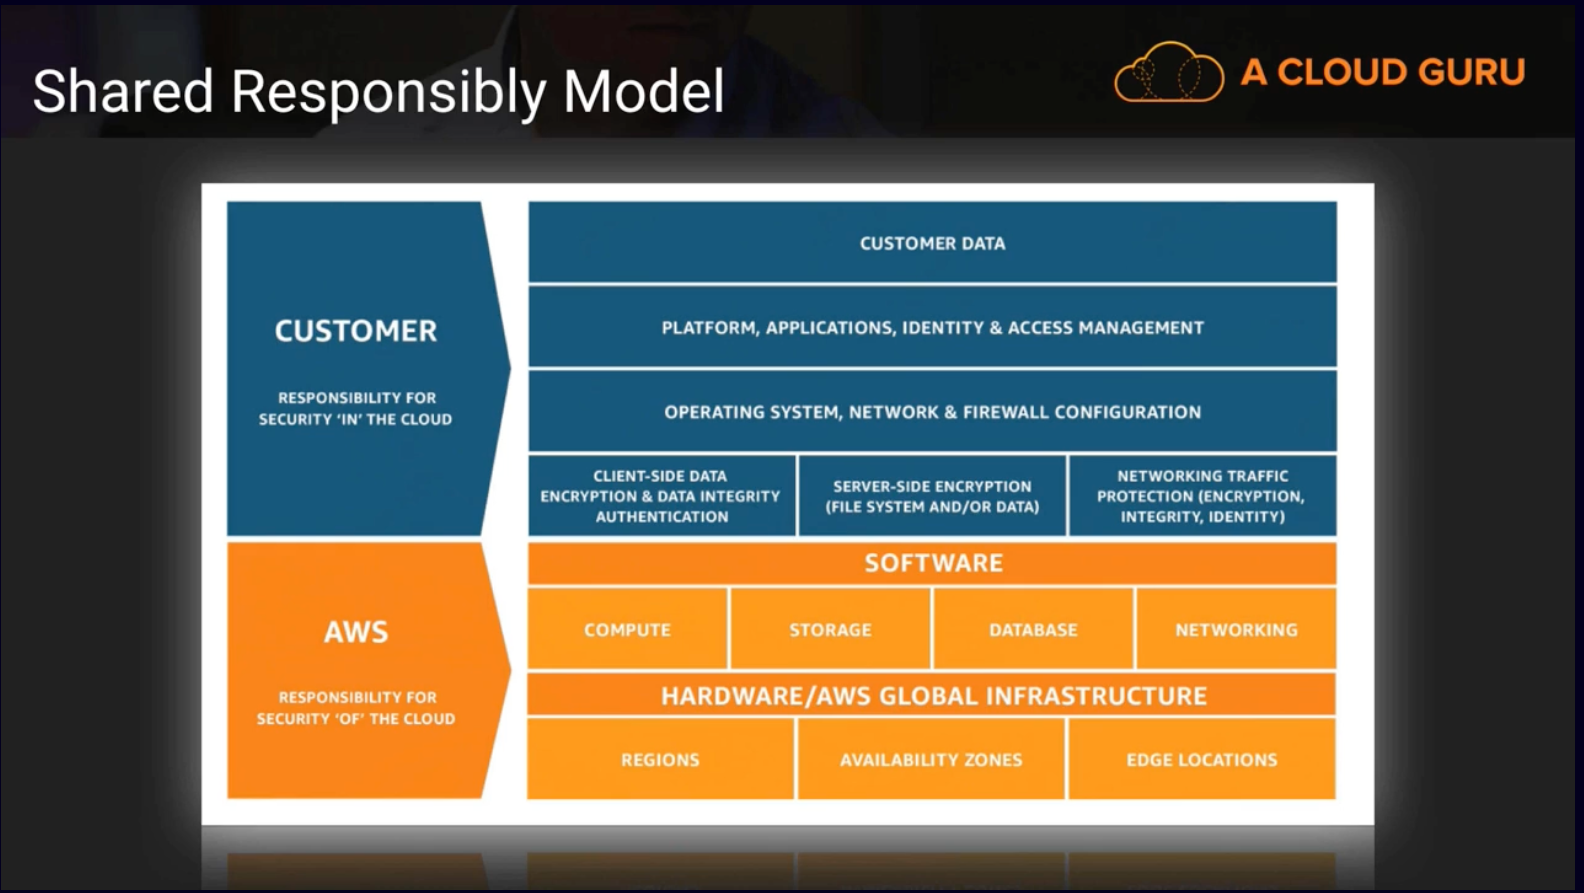 Shared Responsibly Model
A CLOUD GURU
CUSTOMER
RESPONSIBILITY FOR
SECURITY ‘IN’ THE CLOUD
CUSTOMER DATA
PLATFORM, APPLICATIONS, IDENTITY & ACCESS MANAGEMENT
OPERATING SYSTEM, NETWORK & FIREWALL CONFIGURATION
CLIENT-SIDE DATA
ENCRYPTION & DATA INTEGRITY
AUTHENTICATION
SERVER-SIDE ENCRYPTION
(FILE SYSTEM AND/OR DATA)
NETWORKING TRAFFIC
PROTECTION (ENCRYPTION,
INTEGRITY, IDENTITY)
AWS
RESPONSIBILITY FOR
SECURITY ‘OF’ THE CLOUD
SOFTWARE
COMPUTE
STORAGE
DATABASE
NETWORKING
HARDWARE/AWS GLOBAL INFRASTRUCTURE
REGIONS
AVAILABILITY ZONES
EDGE LOCATIONS